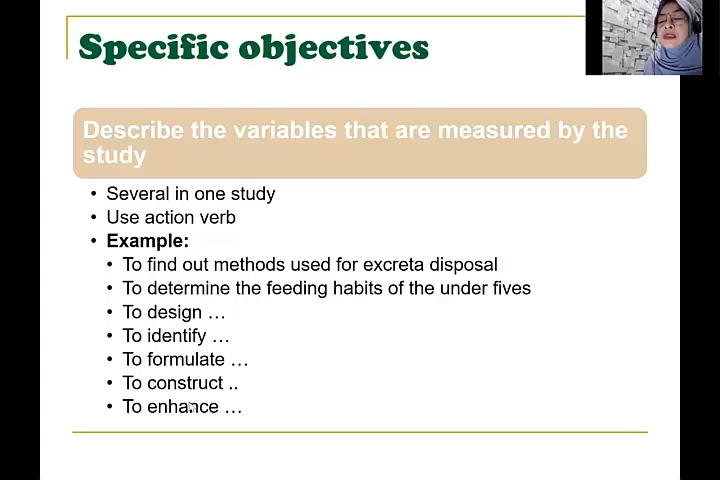 Specific objectives
Describe the variables that are measured by the
study
• Several in one study
• Use action verb
• Example:
• To find out methods used for excreta disposal
• To determine the feeding habits of the under fives
• To design …
• To identify …
• To formulate …
• To construct ..
• To enhance …